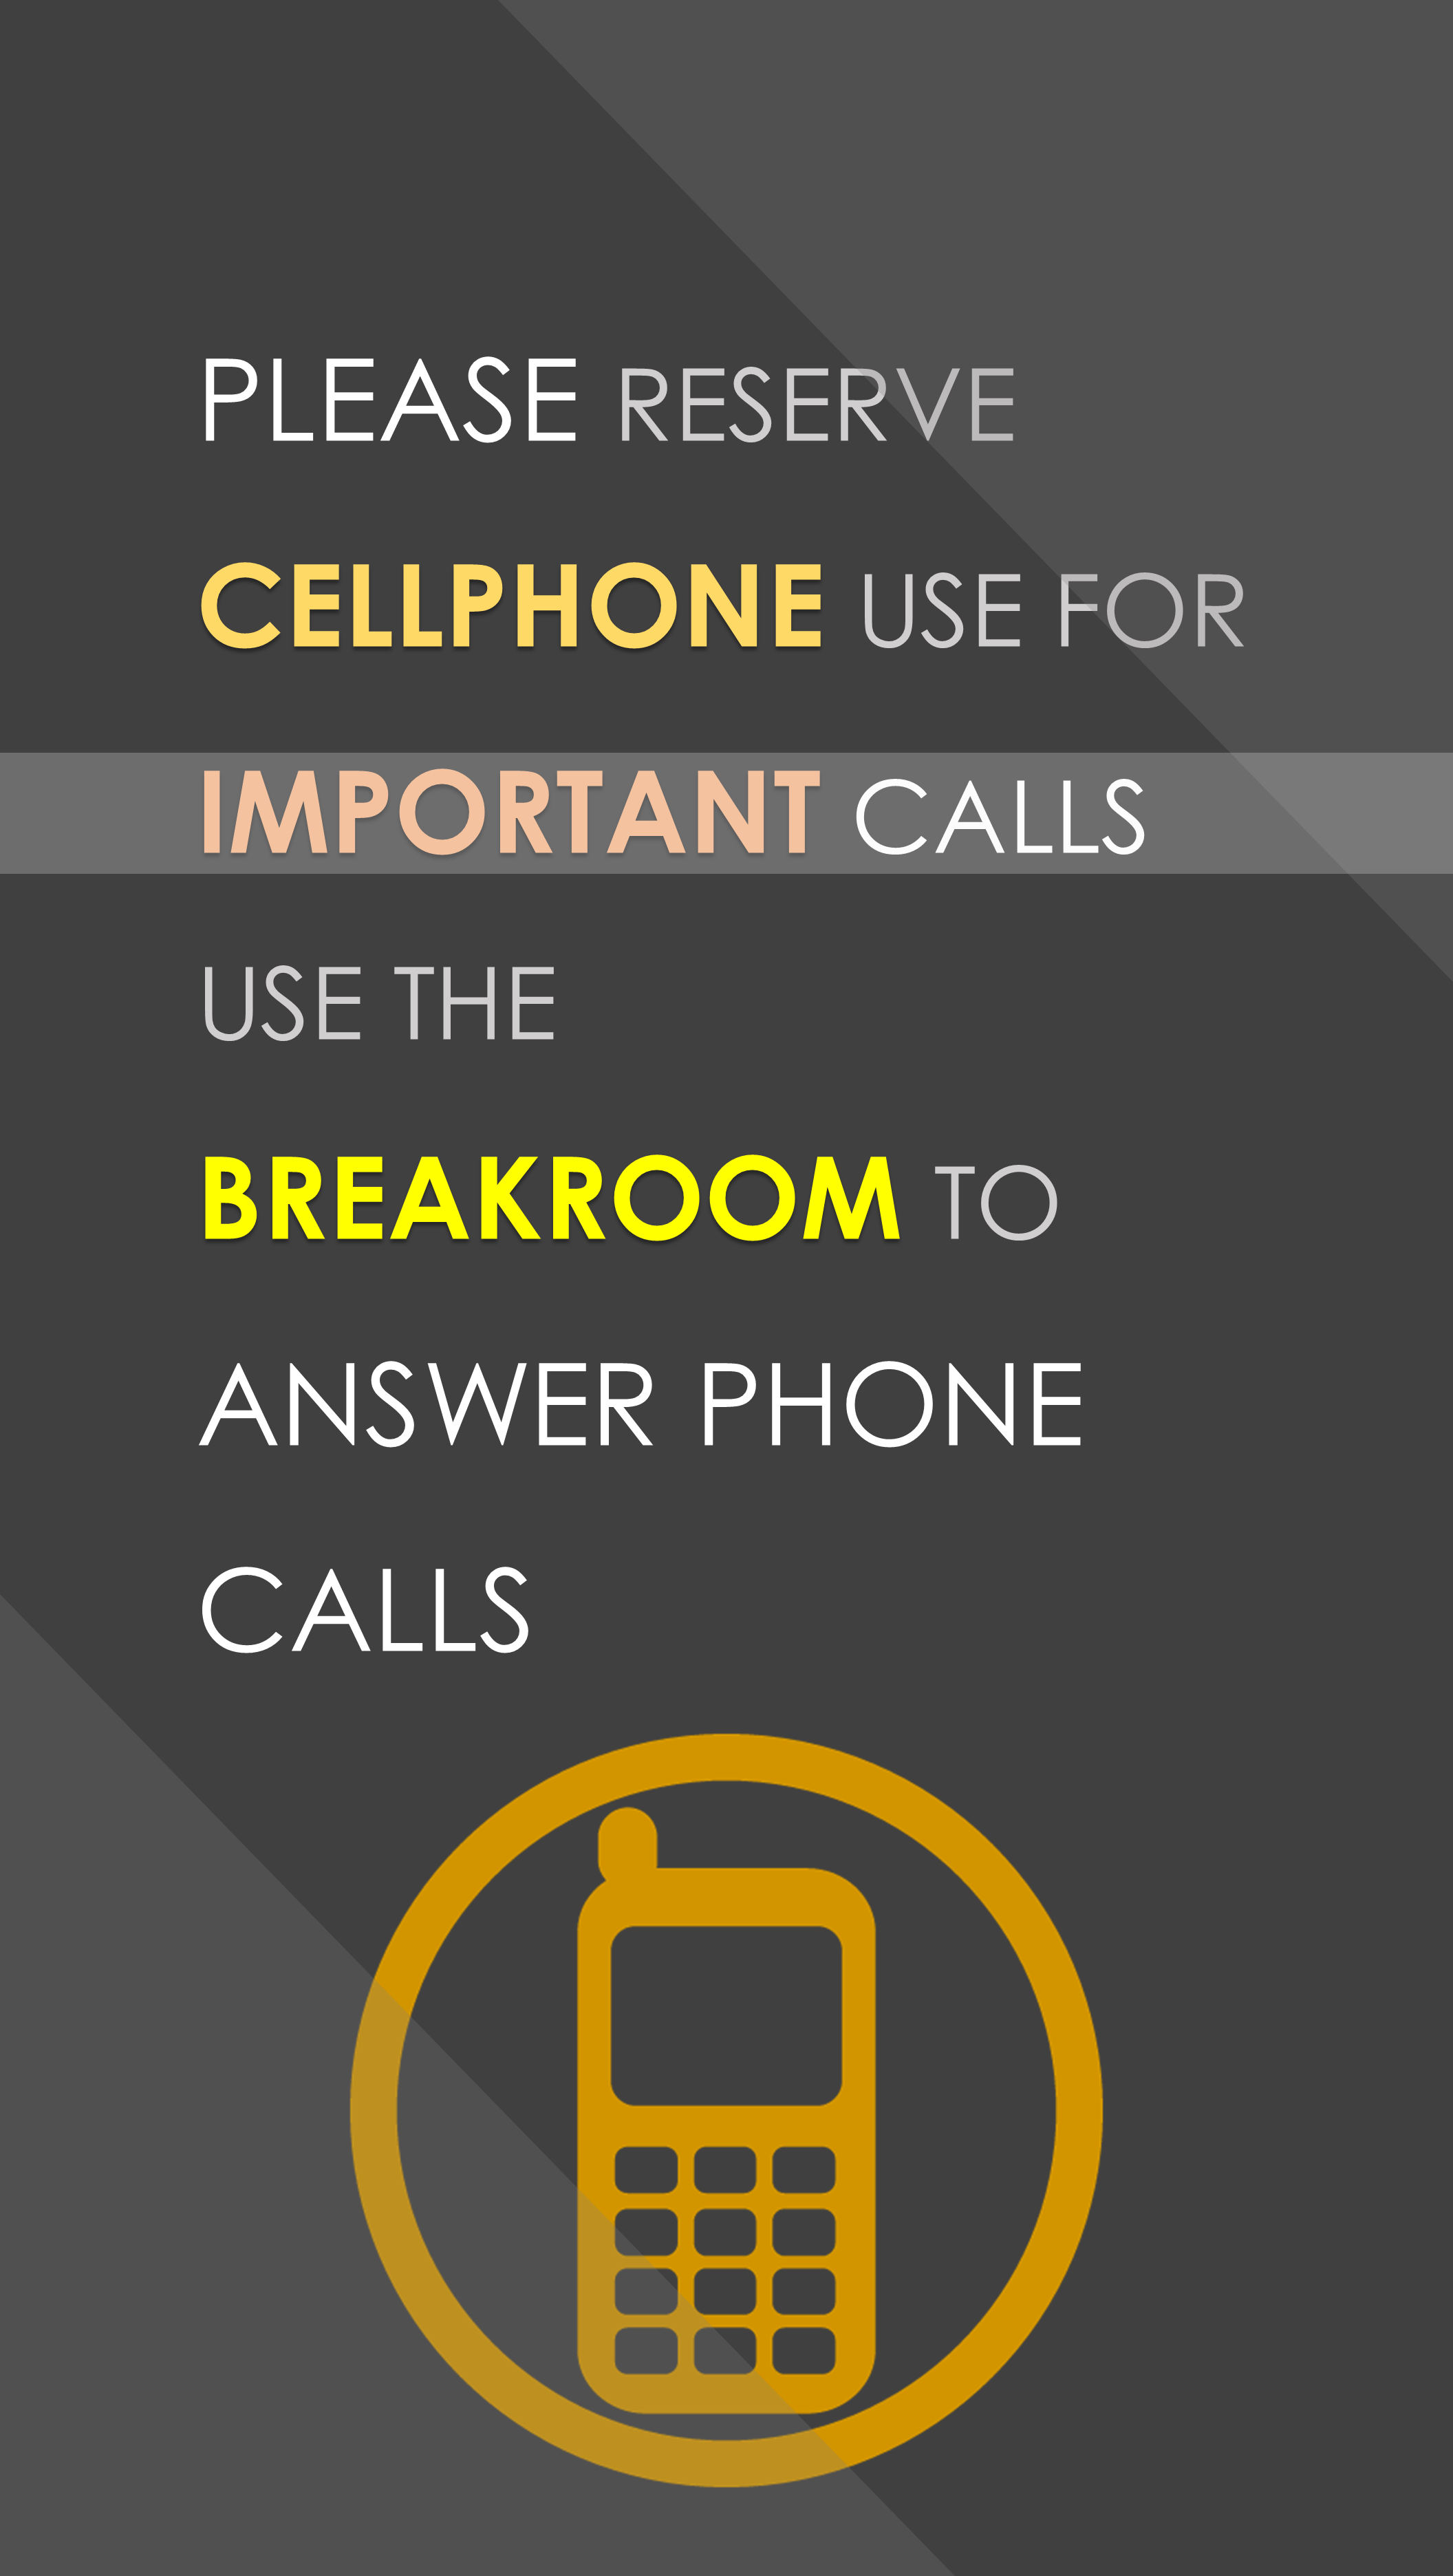 PLEASE RESERVE
CELLPHONE USE FOR
IMPORTANT CALLS
USE THE
BREAKROOM TO
ANSWER PHONE
CALLS